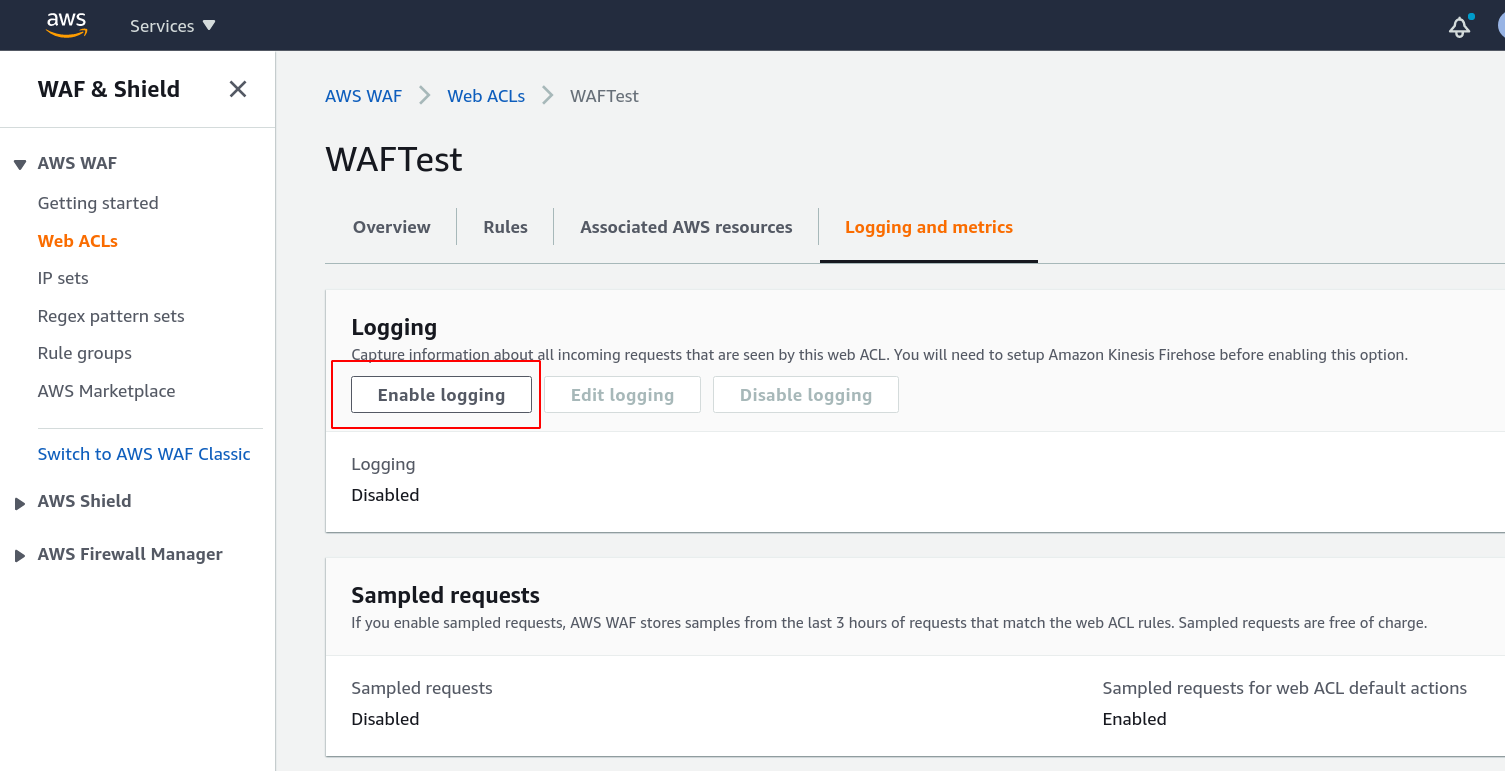 aws
Services
WAF & Shield
AWS WAF
Getting started
Web ACLs
IP sets
Regex pattern sets
Rule groups
AWS Marketplace
Switch to AWS WAF Classic
AWS Shield
AWS Firewall Manager
AWS WAF Web ACLs WAFTest
WAFTest
Overview Rules Associated AWS resources Logging and metrics
Logging
Capture information about all incoming requests that are seen by this web ACL. You will need to setup Amazon Kinesis Firehose before enabling this option.
Enable logging Edit logging Disable logging
Logging
Disabled
Sampled requests
If you enable sampled requests, AWS WAF stores samples from the last 3 hours of requests that match the web ACL rules. Sampled requests are free of charge.
Sampled requests
Disabled
Sampled requests for web ACL default actions
Enabled